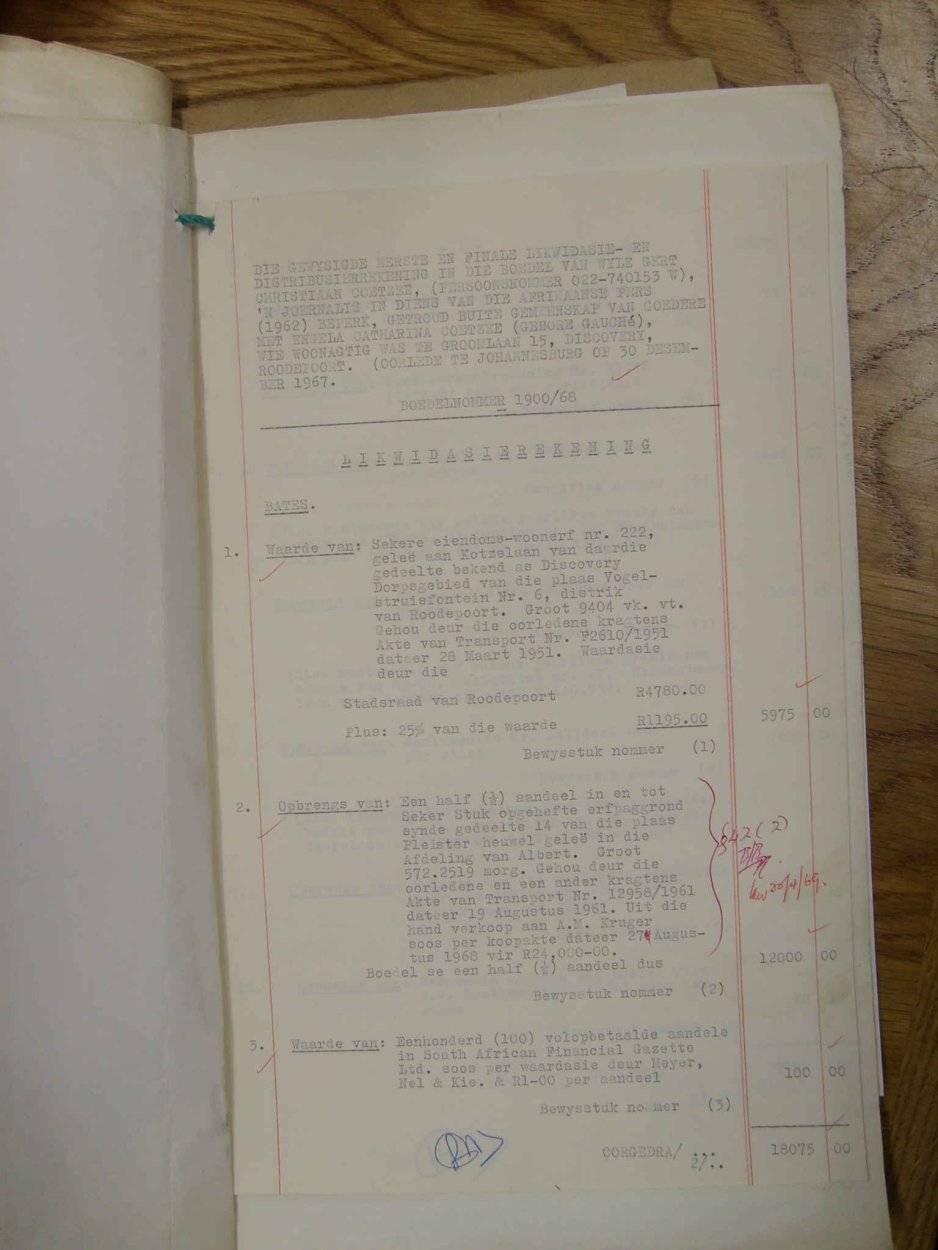 DIE GEWYSIGDE EERSTE EN FINALE LIKWIDASIE- EN
DISTRIBUSIERREKENING IN DIE BOEDEL VAN WYLE GERT
CHRISTIAAN COETZEE, (PERSOONSNOMMER 022-740153 W),
'N JOERNALIS IN DIENS VAN DIE AFRIKAANSE PERS
(1962) BEPERK, GETROUD BUITE GEMEENSKAP VAN GOEDERE
MET ENGELA CATHARINA COETZEE (GEBORE GAUCHé),
WIE WOONAGTIG WAS TE GROOMLAAN 15, DISCOVERY,
ROODEPOORT. (OORLEDE TE JOHANNESBURG OP 30 DESEM-
BER 1967.
BOEDELNOMMER 1900/68
LIKWIDASIEREKENING
BATES.
1. Waarde van: Sekere eiendoms-woonerf nr. 222,
geleë aan Kotzelaan van daardie
gedeelte bekend as Discovery
Dorpsgebied van die plaas Vogel-
struisfontein Nr. 6, distrik
van Roodepoort. Groot 9404 vk. vt.
Gehou deur die oorledene kragtens
Akte van Transport Nr. F2610/1951
dateer 28 Maart 1951. Waardasie
deur die
Stadsraad van Roodepoort R4780.00
Plus: 25% van die waarde R1195.00 5975 00
Bewysstuk nommer (1)
2. Opbrengs van: Een half (½) aandeel in en tot
Seker Stuk opgehefte erfpaggrond
synde gedeelte 14 van die plaas
Pleister heuwel geleë in die
Afdeling van Albert. Groot
572.2519 morg. Gehou deur die
oorledene en een ander kragtens
Akte van Transport Nr. 12958/1961
dateer 19 Augustus 1961. Uit die
hand verkoop aan A.M. Kruger
soos per koopakte dateer 27 Augus-
tus 1968 vir R24,000-00.
Boedel se een half (½) aandeel dus 12000 00
Bewysstuk nommer (2)
§42(2)
3. Waarde van: Eenhonderd (100) volopbetaalde aandele
in South African Financial Gazette
Ltd. soos per waardasie deur Meyer,
Nel & Kie. & R1-00 per aandeel 100 00
Bewysstuk nommer (3)
OORGEDRA/ ... 18075 00
2/..